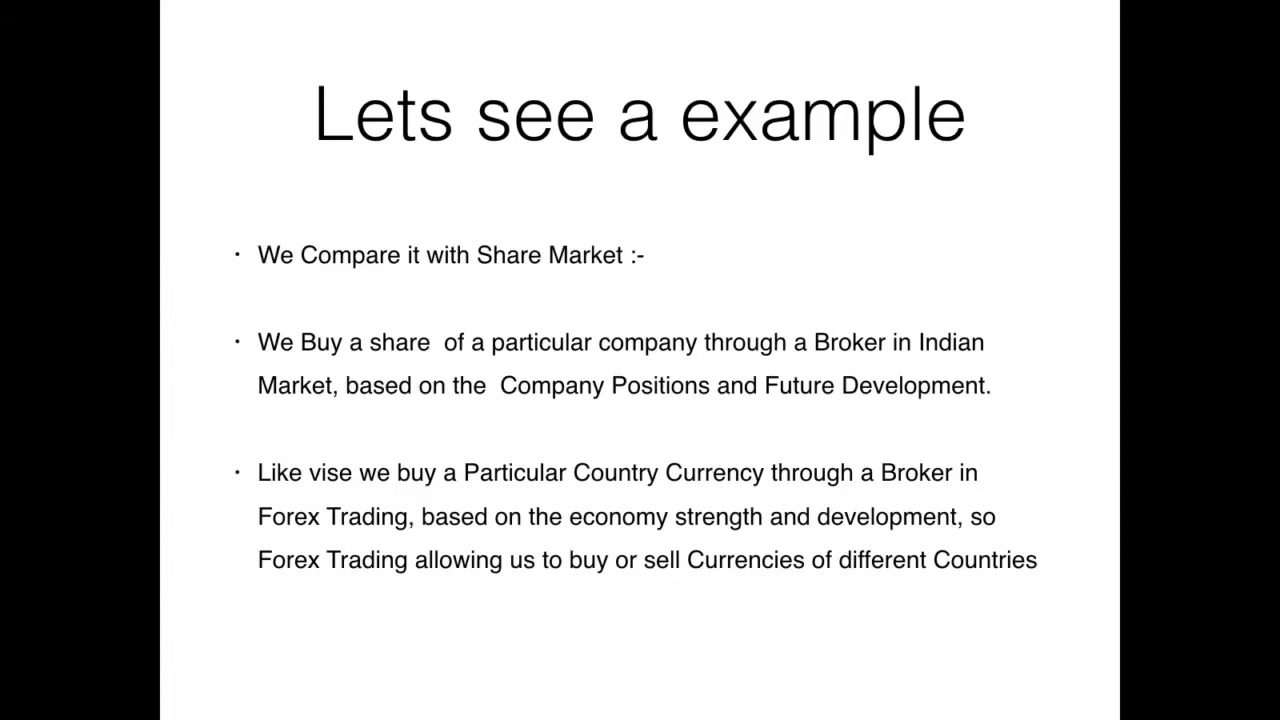 Lets see a example
· We Compare it with Share Market :-
· We Buy a share  of a particular company through a Broker in Indian
Market, based on the  Company Positions and Future Development.
· Like vise we buy a Particular Country Currency through a Broker in
Forex Trading, based on the economy strength and development, so
Forex Trading allowing us to buy or sell Currencies of different Countries